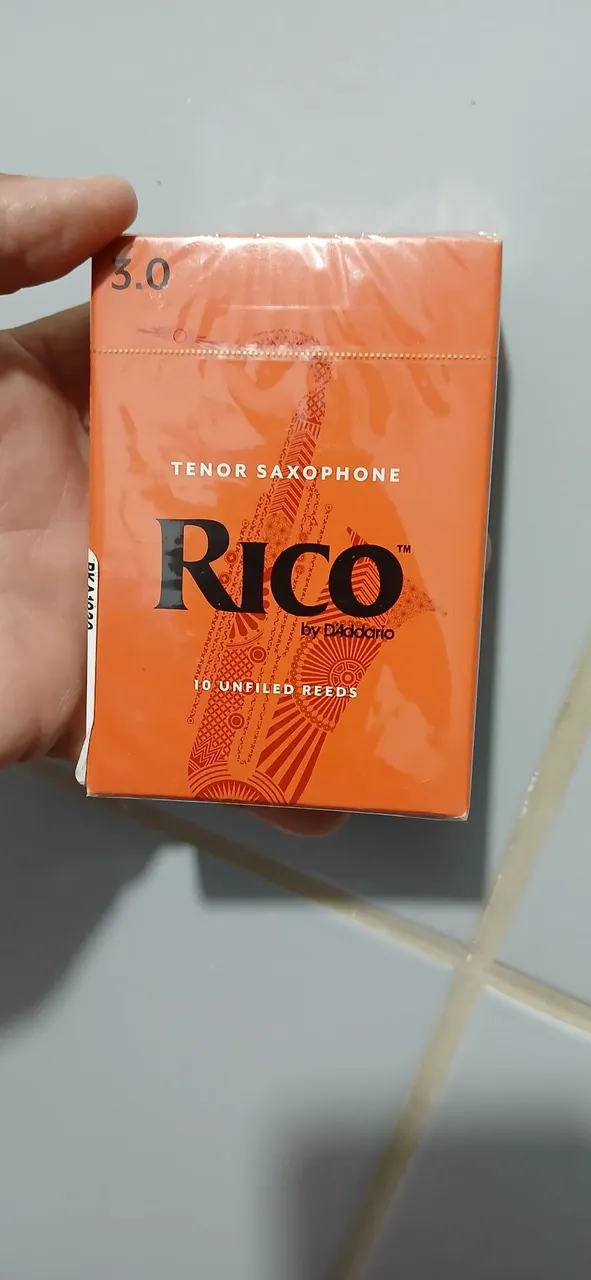 3.0
TENOR SAXOPHONE
RICO™
by D'Addario
10 UNFILED REEDS